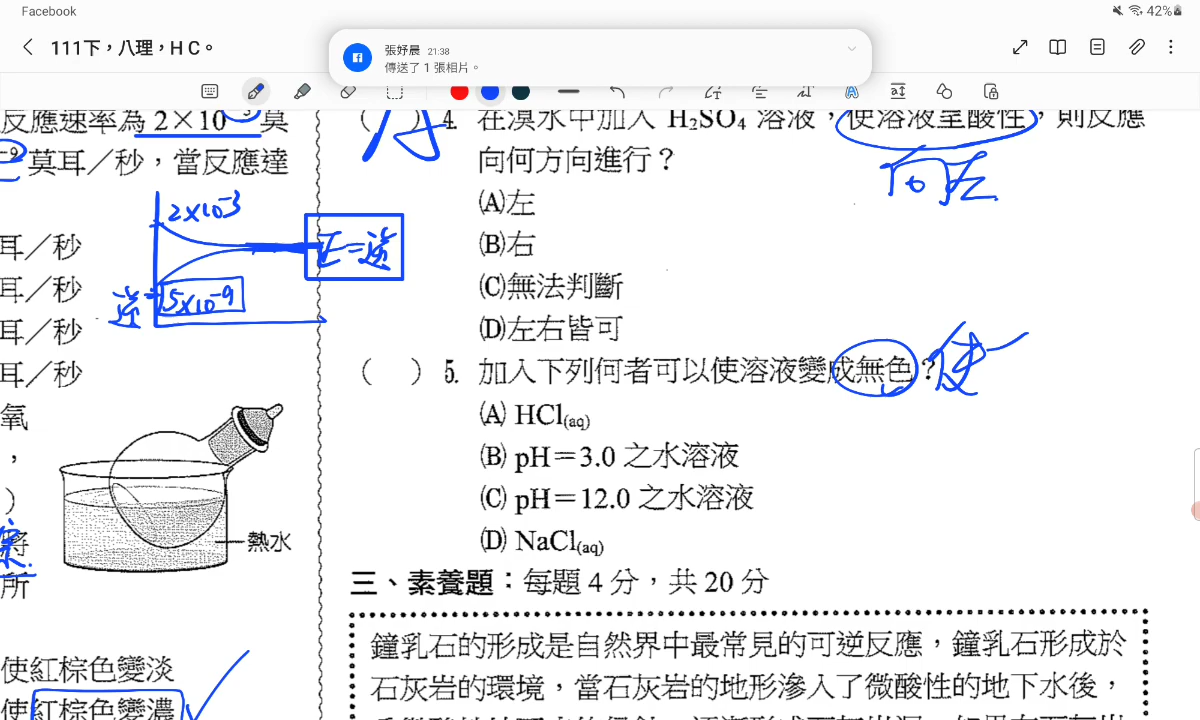 Facebook
42%
111下，八理，H C。
張妤晨 21:38
傳送了 1 張相片。
反應速率為 2×10⁻³ 莫
⁻⁹ 莫耳／秒，當反應達
2×10⁻³
正＝逆
逆＝5×10⁻⁹
耳／秒
耳／秒
耳／秒
耳／秒
氧
，
）
將
所
熱水
使紅棕色變淡
使紅棕色變濃
（ ）4. 在溴水中加入 H₂SO₄ 溶液，使溶液呈酸性，則反應
向何方向進行？
向左
(A)左
(B)右
(C)無法判斷
(D)左右皆可
（ ）5. 加入下列何者可以使溶液變成無色？
(A) HCl(aq)
(B) pH＝3.0 之水溶液
(C) pH＝12.0 之水溶液
(D) NaCl(aq)
三、素養題：每題 4 分，共 20 分
鐘乳石的形成是自然界中最常見的可逆反應，鐘乳石形成於
石灰岩的環境，當石灰岩的地形滲入了微酸性的地下水後，